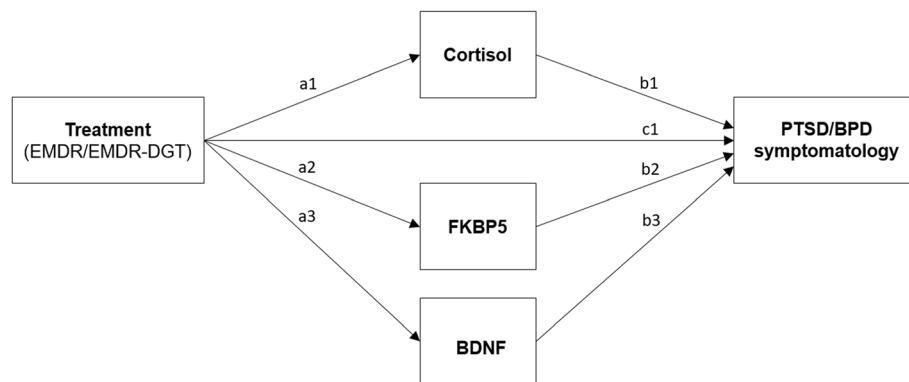 Cortisol
a1
b1
Treatment
(EMDR/EMDR-DGT)
c1
PTSD/BPD
symptomatology
a2
b2
FKBP5
a3
b3
BDNF